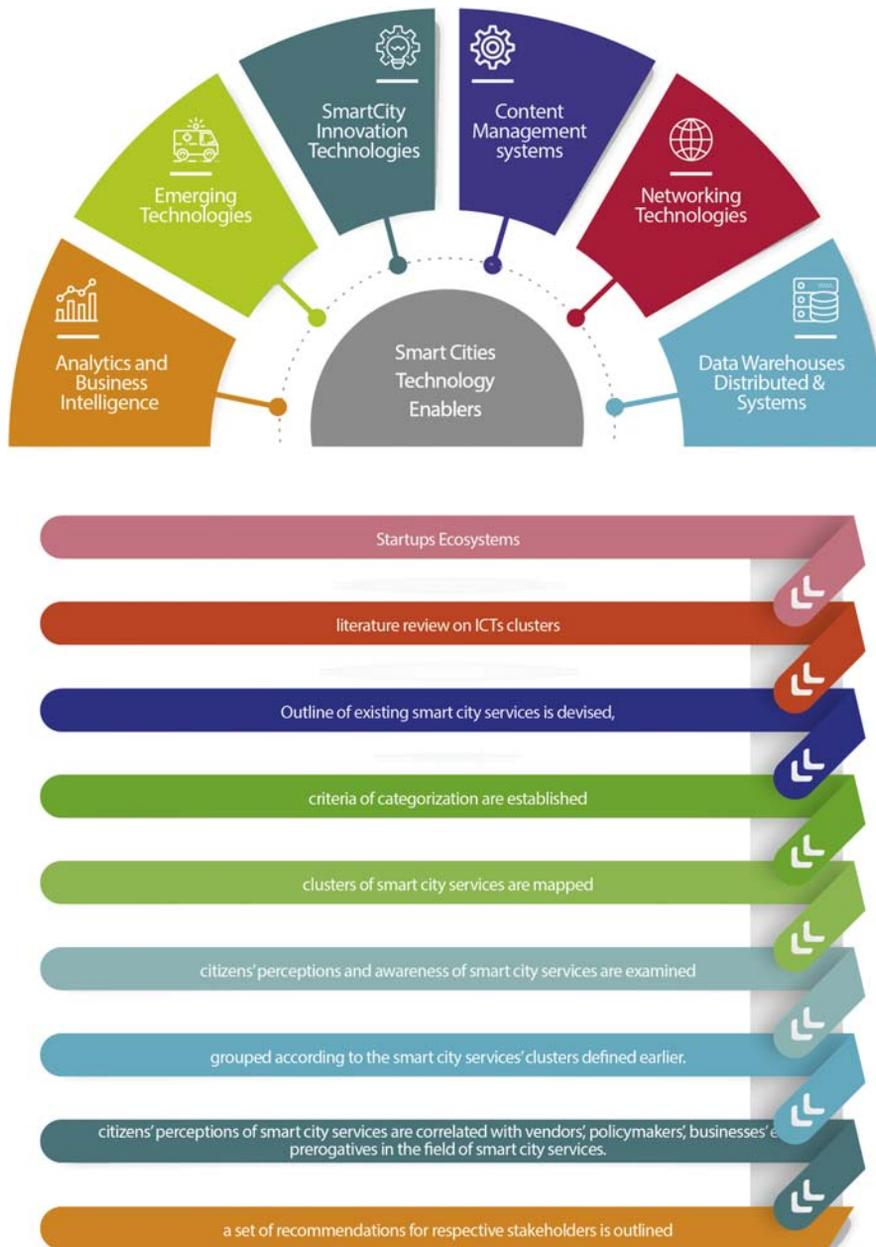 SmartCity
Innovation
Technologies
Content
Management
systems
Emerging
Technologies
Networking
Technologies
Analytics and
Business
Intelligence
Smart Cities
Technology
Enablers
Data Warehouses
Distributed &
Systems
Startups Ecosystems
literature review on ICTs clusters
Outline of existing smart city services is devised,
criteria of categorization are established
clusters of smart city services are mapped
citizens' perceptions and awareness of smart city services are examined
grouped according to the smart city services' clusters defined earlier.
citizens' perceptions of smart city services are correlated with vendors', policymakers', businesses'
prerogatives in the field of smart city services.
a set of recommendations for respective stakeholders is outlined